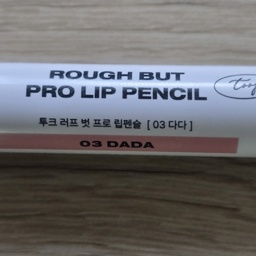 ROUGH BUT
PRO LIP PENCIL
투크 러프 벗 프로 립펜슬 [ 03 다다 ]
03 DADA